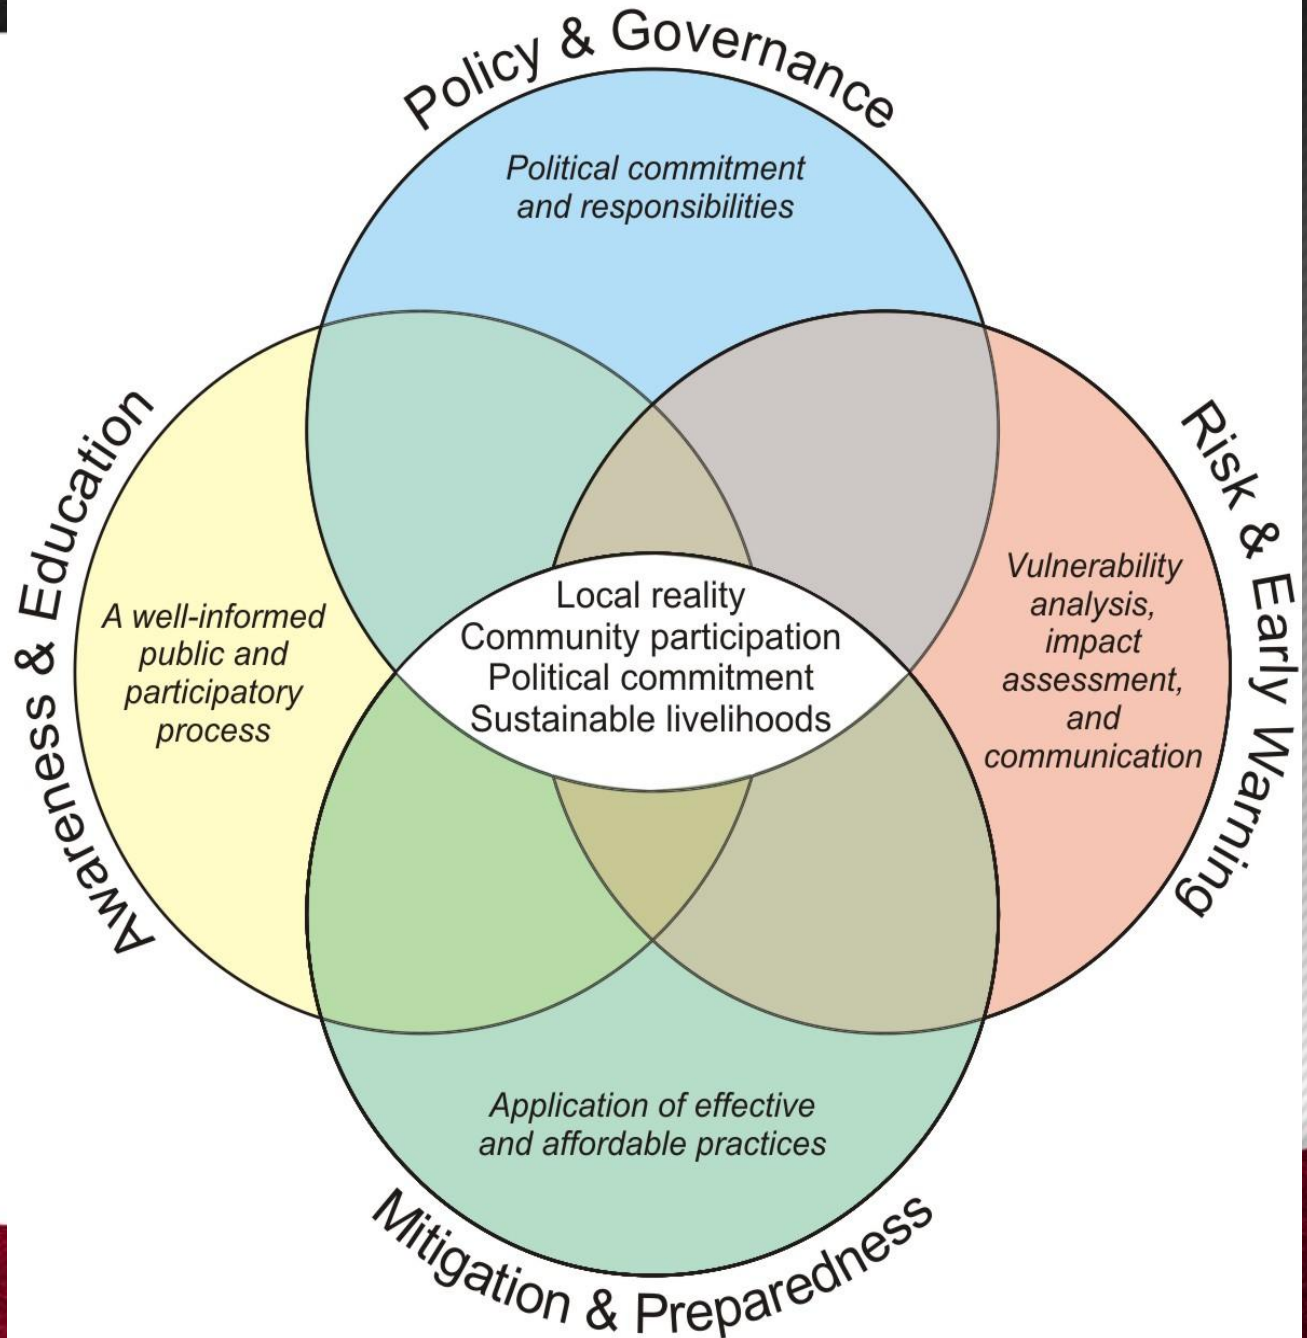 Policy & Governance
Political commitment
and responsibilities
Awareness & Education
A well-informed
public and
participatory
process
Local reality
Community participation
Political commitment
Sustainable livelihoods
Risk & Early Warning
Vulnerability
analysis,
impact
assessment,
and
communication
Application of effective
and affordable practices
Mitigation & Preparedness